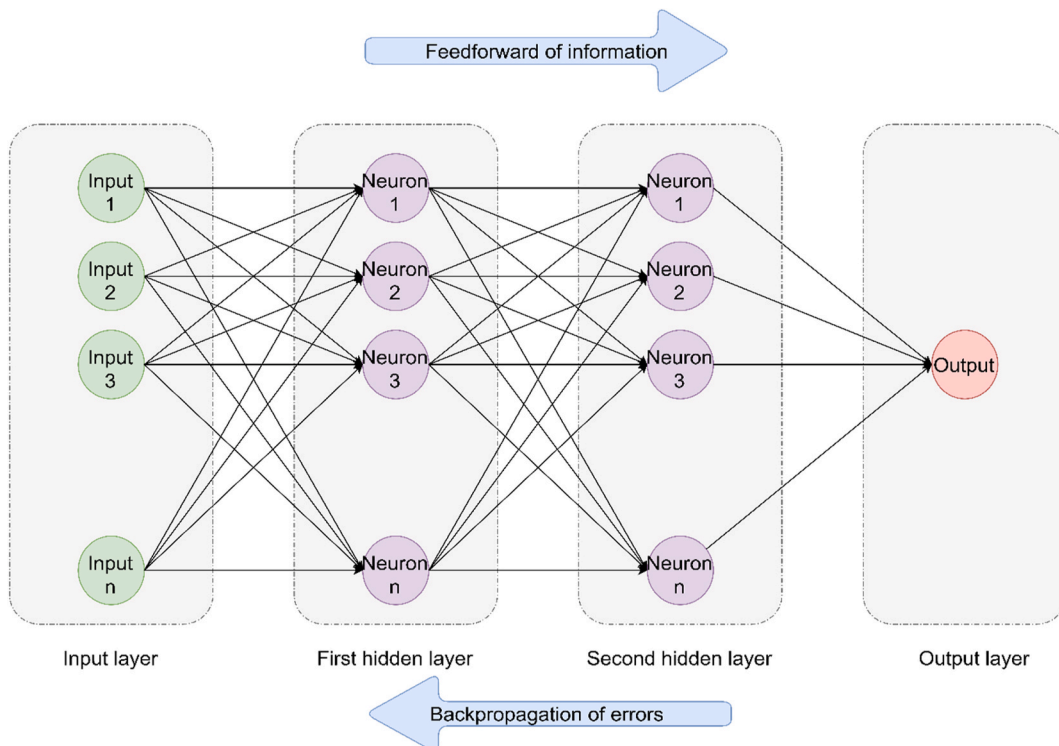 Feedforward of information
Input
1
Input
2
Input
3
Input
n
Neuron
1
Neuron
2
Neuron
3
Neuron
n
Neuron
1
Neuron
2
Neuron
3
Neuron
n
Output
Input layer
First hidden layer
Second hidden layer
Output layer
Backpropagation of errors